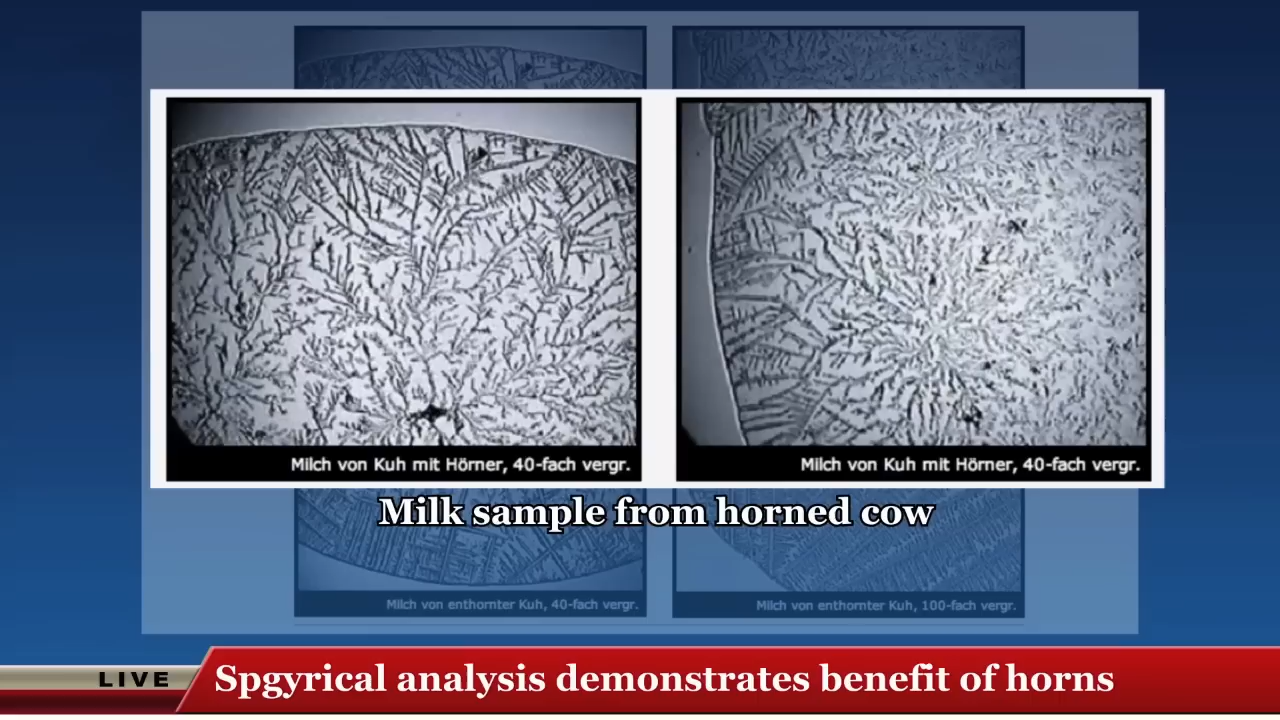 Milch von Kuh mit Hörner, 40-fach vergr.
Milch von Kuh mit Hörner, 40-fach vergr.
Milk sample from horned cow
Milch von enthornter Kuh, 40-fach vergr.
Milch von enthornter Kuh, 100-fach vergr.
LIVE
Spgyrical analysis demonstrates benefit of horns